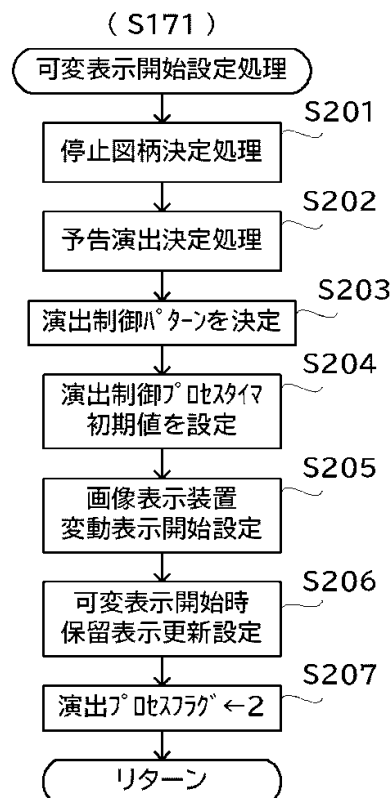 （S171）
可変表示開始設定処理
S201
停止図柄決定処理
S202
予告演出決定処理
S203
演出制御ﾊﾟﾀｰﾝを決定
S204
演出制御ﾌﾟﾛｾｽﾀｲﾏ
初期値を設定
S205
画像表示装置
変動表示開始設定
S206
可変表示開始時
保留表示更新設定
S207
演出ﾌﾟﾛｾｽﾌﾗｸﾞ←2
リターン